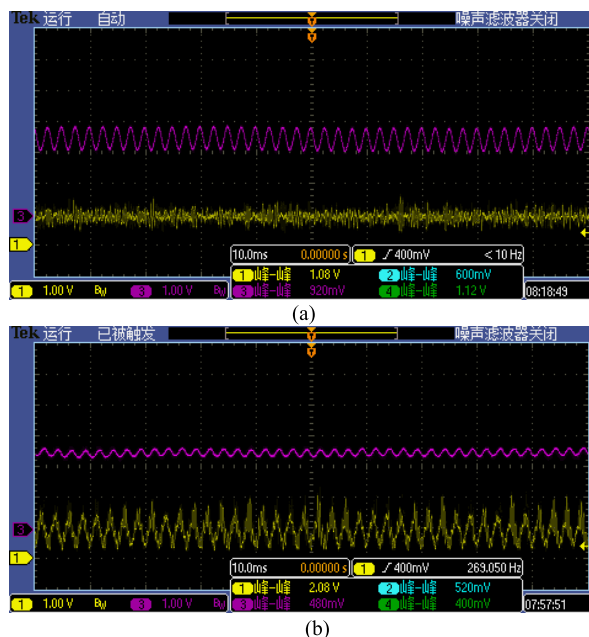 Tek 运行 自动 噪声滤波器关闭
3
1
10.0ms 0.00000 s 1 400mV < 10 Hz
1 峰-峰 1.08 V 2 峰-峰 600mV
3 峰-峰 920mV 4 峰-峰 1.12 V
1 1.00 V BW 3 1.00 V BW 08:18:49
(a)
Tek 运行 已被触发 噪声滤波器关闭
3
1
10.0ms 0.00000 s 1 400mV 269.050 Hz
1 峰-峰 2.08 V 2 峰-峰 520mV
3 峰-峰 480mV 4 峰-峰 400mV
1 1.00 V BW 3 1.00 V BW 07:57:51
(b)